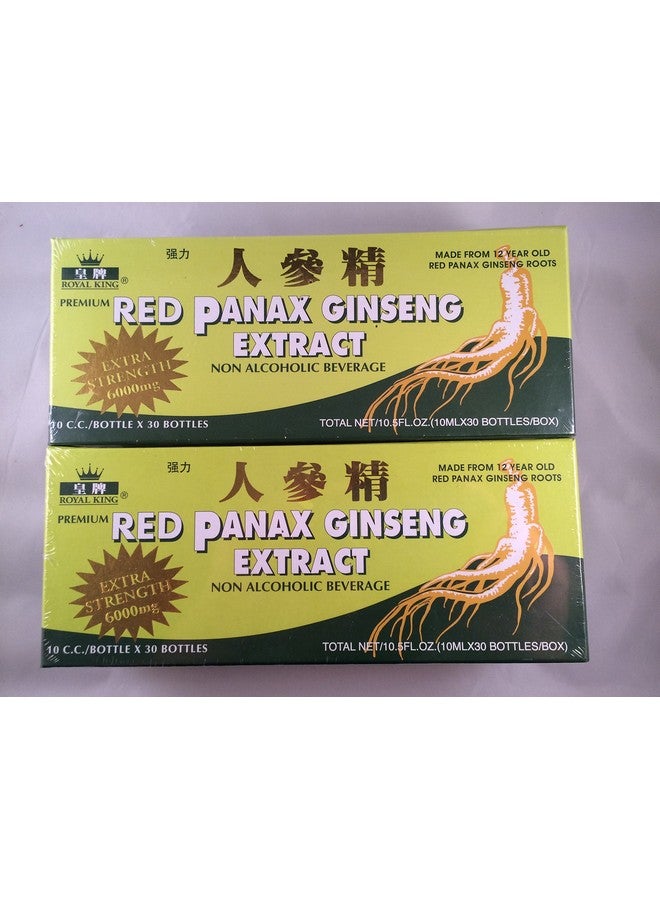 皇牌
ROYAL KING®
强力
人參精
MADE FROM 12 YEAR OLD
RED PANAX GINSENG ROOTS
PREMIUM
RED PANAX GINSENG
EXTRACT
NON ALCOHOLIC BEVERAGE
EXTRA
STRENGTH
6000mg
10 C.C./BOTTLE X 30 BOTTLES
TOTAL NET/10.5FL.OZ.(10MLX30 BOTTLES/BOX)
皇牌
ROYAL KING®
强力
人參精
MADE FROM 12 YEAR OLD
RED PANAX GINSENG ROOTS
PREMIUM
RED PANAX GINSENG
EXTRACT
NON ALCOHOLIC BEVERAGE
EXTRA
STRENGTH
6000mg
10 C.C./BOTTLE X 30 BOTTLES
TOTAL NET/10.5FL.OZ.(10MLX30 BOTTLES/BOX)